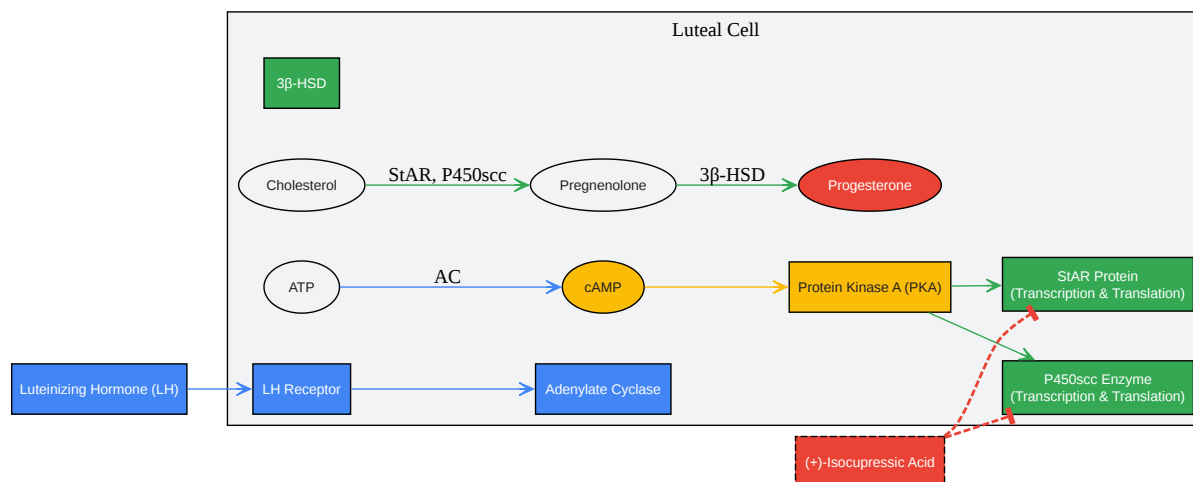 Luteal Cell
3β-HSD
Cholesterol
StAR, P450scc
Pregnenolone
3β-HSD
Progesterone
ATP
AC
cAMP
Protein Kinase A (PKA)
StAR Protein
(Transcription & Translation)
Luteinizing Hormone (LH)
LH Receptor
Adenylate Cyclase
P450scc Enzyme
(Transcription & Translation)
(+)-Isocupressic Acid